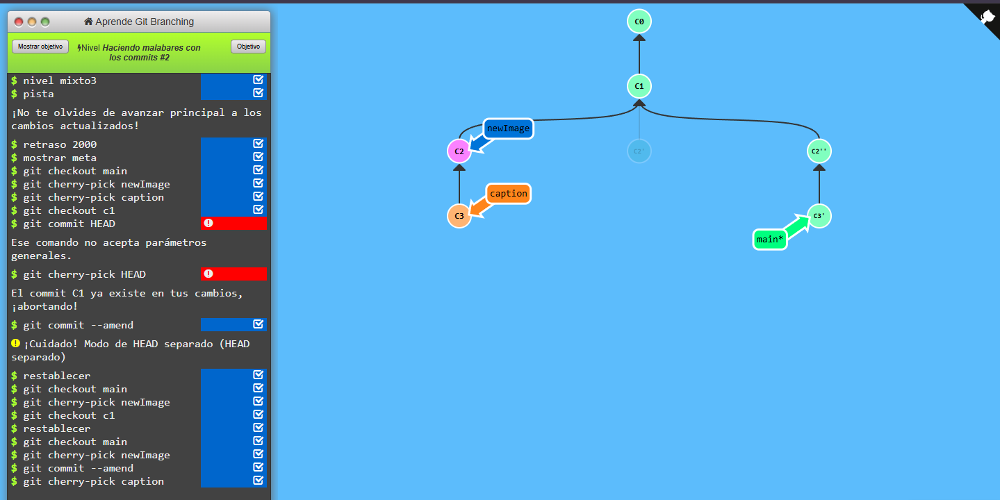 Aprende Git Branching
Mostrar objetivo
Nivel Haciendo malabares con
los commits #2
Objetivo
$ nivel mixto3
$ pista
¡No te olvides de avanzar principal a los
cambios actualizados!
$ retraso 2000
$ mostrar meta
$ git checkout main
$ git cherry-pick newImage
$ git cherry-pick caption
$ git checkout c1
$ git commit HEAD
Ese comando no acepta parámetros
generales.
$ git cherry-pick HEAD
El commit C1 ya existe en tus cambios,
¡abortando!
$ git commit --amend
¡Cuidado! Modo de HEAD separado (HEAD
separado)
$ restablecer
$ git checkout main
$ git cherry-pick newImage
$ git checkout c1
$ restablecer
$ git checkout main
$ git cherry-pick newImage
$ git commit --amend
$ git cherry-pick caption
C0
C1
newImage
C2
C2'
C2''
caption
C3
C3'
main*